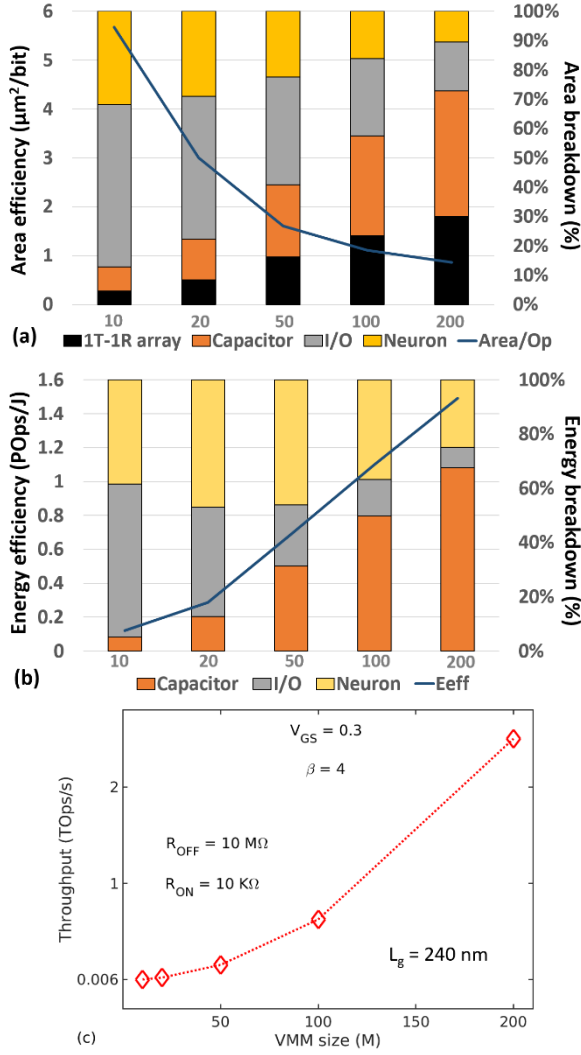 6 100%
90%
5 80%
70%
4 60%
3 50%
40%
2 30%
1 20%
10%
0 0%
Area efficiency (μm²/bit)
Area breakdown (%)
10 20 50 100 200
(a)
1T-1R array Capacitor I/O Neuron Area/Op
1.6 100%
1.4
1.2 80%
1 60%
0.8
0.6 40%
0.4
0.2 20%
0 0%
Energy efficiency (POps/J)
Energy breakdown (%)
10 20 50 100 200
(b)
Capacitor I/O Neuron Eeff
V_GS = 0.3
β = 4
2
Throughput (TOps/s)
R_OFF = 10 MΩ
R_ON = 10 KΩ
1
L_g = 240 nm
0.006
50 100 150 200
VMM size (M)
(c)